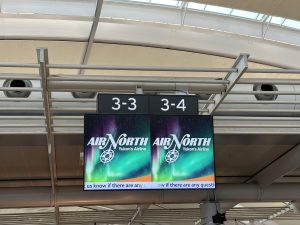 3-3 3-4
AIR NORTH
Yukon's Airline
us know if there are any
AIR NORTH
Yukon's Airline
now if there are any quest